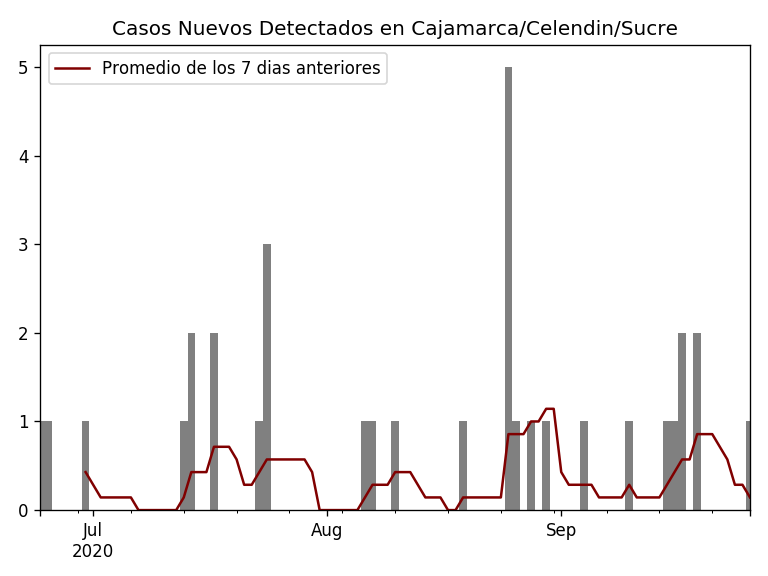 Casos Nuevos Detectados en Cajamarca/Celendin/Sucre
Promedio de los 7 dias anteriores
5
4
3
2
1
0
Jul
2020
Aug
Sep